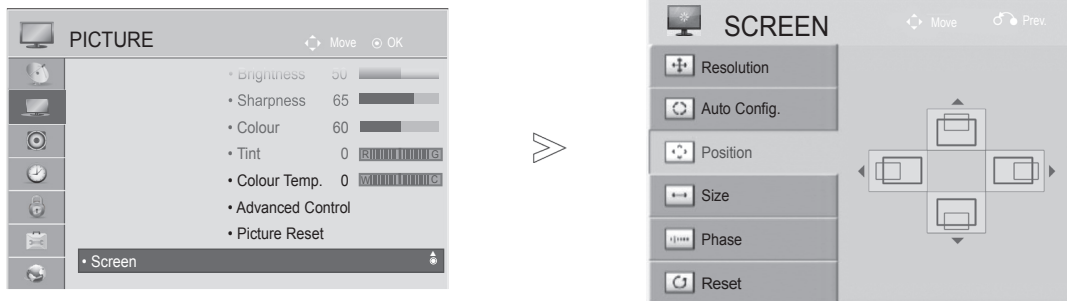 PICTURE
Move OK
• Brightness 50
• Sharpness 65
• Colour 60
• Tint 0 R G
• Colour Temp. 0 W C
• Advanced Control
• Picture Reset
• Screen
SCREEN
Move Prev.
Resolution
Auto Config.
Position
Size
Phase
Reset